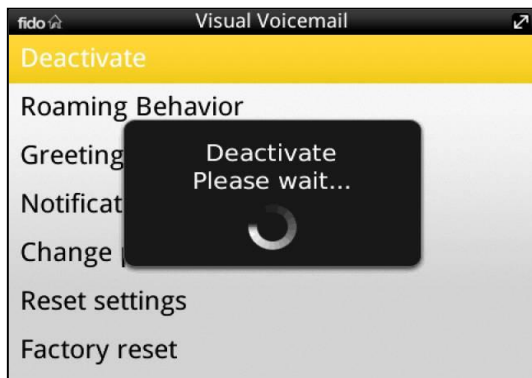 fido Visual Voicemail
Deactivate
Roaming Behavior
Greeting
Deactivate
Please wait...
Notificat
Change
Reset settings
Factory reset